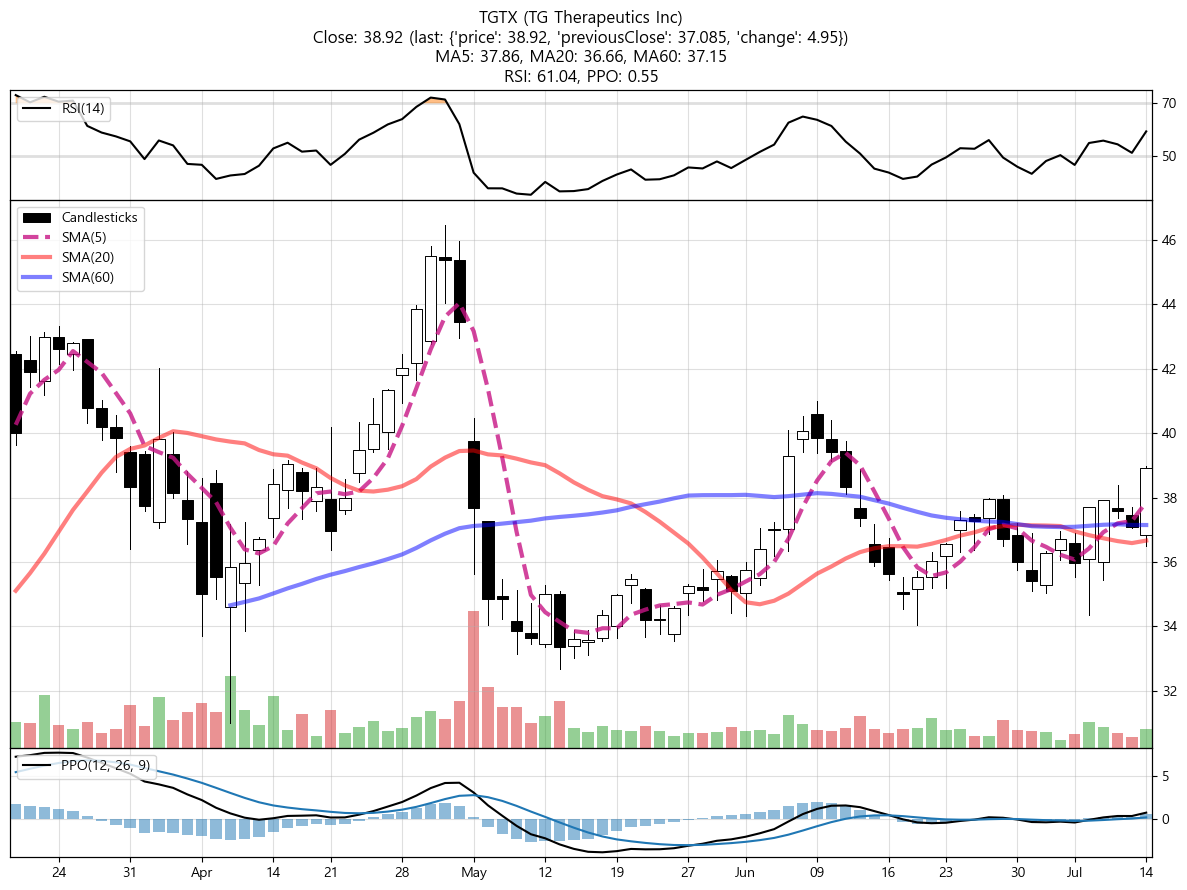 TGTX (TG Therapeutics Inc)
Close: 38.92 (last: {'price': 38.92, 'previousClose': 37.085, 'change': 4.95})
MA5: 37.86, MA20: 36.66, MA60: 37.15
RSI: 61.04, PPO: 0.55
RSI(14)
70
50
Candlesticks
SMA(5)
SMA(20)
SMA(60)
46
44
42
40
38
36
34
32
PPO(12, 26, 9)
5
0
24 31 Apr 14 21 28 May 12 19 27 Jun 09 16 23 30 Jul 14